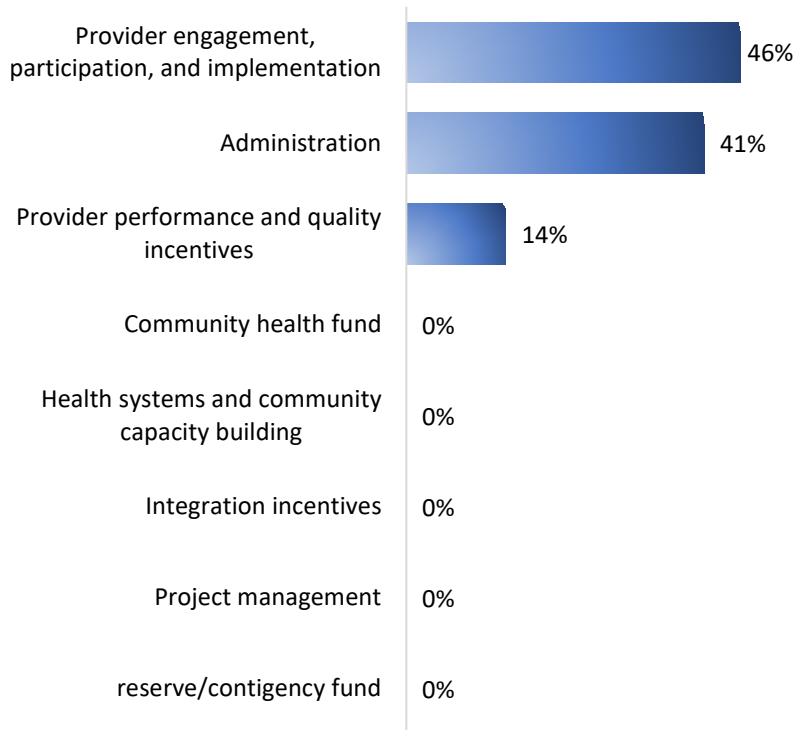 Provider engagement,
participation, and implementation
46%
Administration
41%
Provider performance and quality
incentives
14%
Community health fund
0%
Health systems and community
capacity building
0%
Integration incentives
0%
Project management
0%
reserve/contigency fund
0%